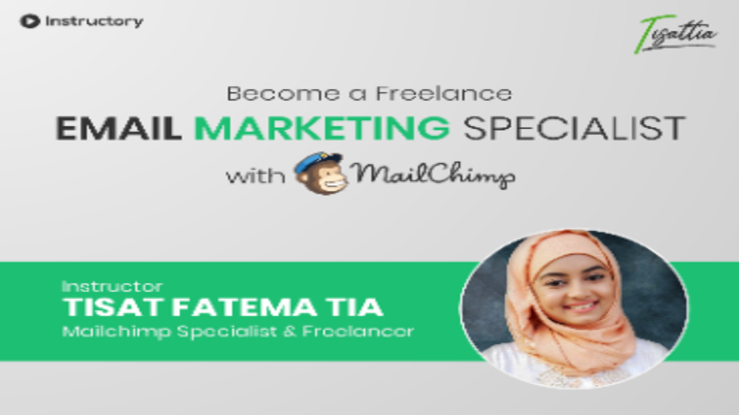 Instructory
Tisattia
Become a Freelance
EMAIL MARKETING SPECIALIST
with MailChimp
Instructor
TISAT FATEMA TIA
Mailchimp Specialist & Freelancer